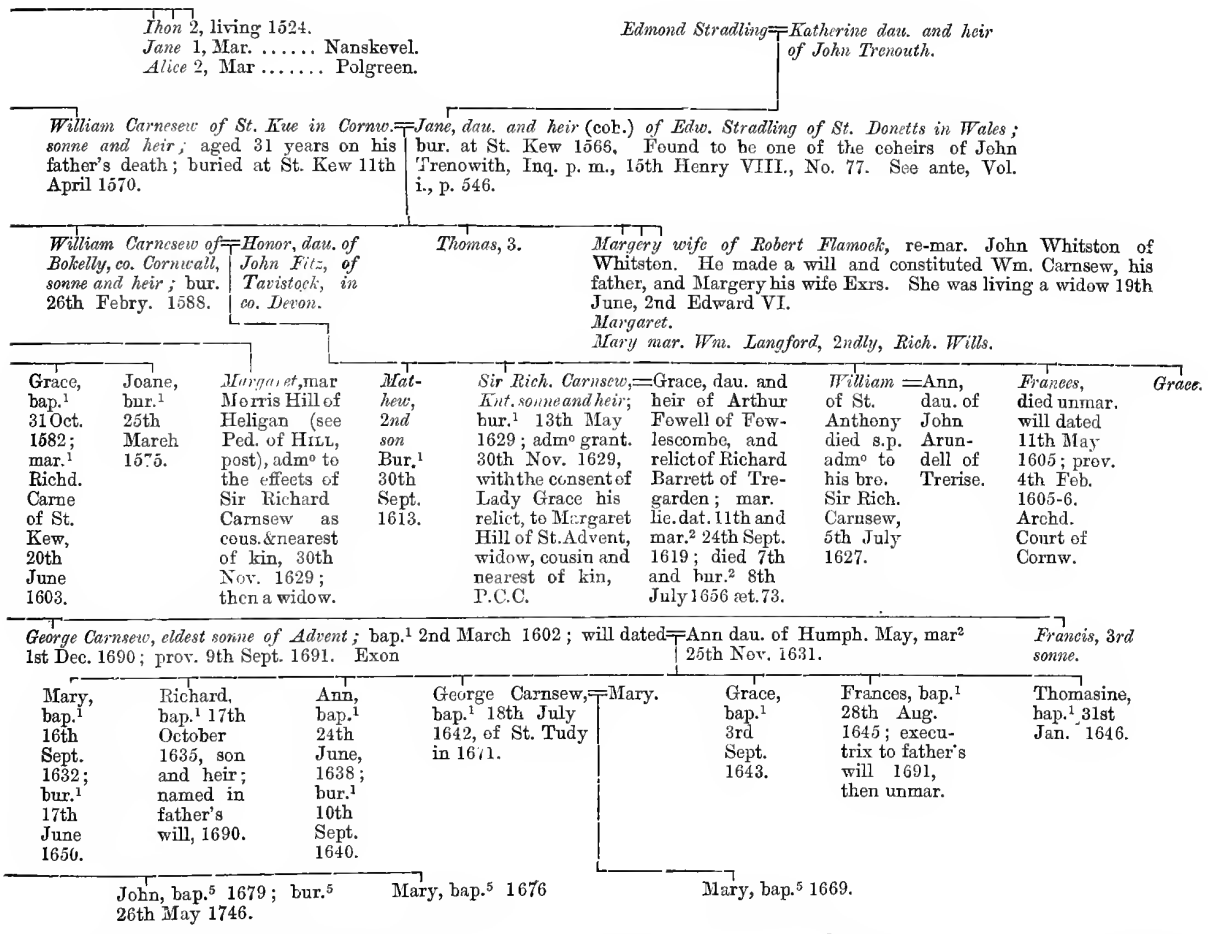 Ihon 2, living 1524.
Jane 1, Mar. ...... Nanskevel.
Alice 2, Mar ....... Polgreen.
Edmond Stradling=Katherine dau. and heir
of John Trenouth.
William Carnesew of St. Kue in Cornw.=
sonne and heir; aged 31 years on his
father's death; buried at St. Kew 11th
April 1570.
Jane, dau. and heir (coh.) of Edw. Stradling of St. Donetts in Wales;
bur. at St. Kew 1566. Found to be one of the coheirs of John
Trenowith, Inq. p. m., 15th Henry VIII., No. 77. See ante, Vol.
i., p. 546.
William Carnesew of=
Bokelly, co. Cornwall,
sonne and heir; bur.
26th Febry. 1588.
Honor, dau. of
John Fitz, of
Tavistock, in
co. Devon.
Thomas, 3.
Margery wife of Robert Flamock, re-mar. John Whitston of
Whitston. He made a will and constituted Wm. Carnsew, his
father, and Margery his wife Exrs. She was living a widow 19th
June, 2nd Edward VI.
Margaret.
Mary mar. Wm. Langford, 2ndly, Rich. Wills.
Grace,
bap.¹
31 Oct.
1582;
mar.¹
Richd.
Carne
of St.
Kew,
20th
June
1603.
Joane,
bur.¹
25th
March
1575.
Margaret, mar
Morris Hill of
Heligan (see
Ped. of HILL,
post), admº to
the effects of
Sir Richard
Carnsew as
cous. & nearest
of kin, 30th
Nov. 1629;
then a widow.
Mat-
hew,
2nd
son
Bur.¹
30th
Sept.
1613.
Sir Rich. Carnsew,=
Knt. sonne and heir;
bur.¹ 13th May
1629; admº grant.
30th Nov. 1629,
with the consent of
Lady Grace his
relict, to Margaret
Hill of St. Advent,
widow, cousin and
nearest of kin,
P.C.C.
Grace, dau. and
heir of Arthur
Fowell of Fow-
lescombe, and
relict of Richard
Barrett of Tre-
garden; mar.
lic. dat. 11th and
mar.² 24th Sept.
1619; died 7th
and bur.² 8th
July 1656 æt. 73.
William =
of St.
Anthony
died s.p.
admº to
his bro.
Sir Rich.
Carnsew,
5th July
1627.
Ann,
dau. of
John
Arun-
dell of
Trerise.
Frances,
died unmar.
will dated
11th May
1605; prov.
4th Feb.
1605-6.
Archd.
Court of
Cornw.
Grace.
George Carnsew, eldest sonne of Advent; bap.¹ 2nd March 1602; will dated=
1st Dec. 1690; prov. 9th Sept. 1691. Exon
Ann dau. of Humph. May, mar²
25th Nov. 1631.
Francis, 3rd
sonne.
Mary,
bap.¹
16th
Sept.
1632;
bur.¹
17th
June
1650.
Richard,
bap.¹ 17th
October
1635, son
and heir;
named in
father's
will, 1690.
Ann,
bap.¹
24th
June,
1638;
bur.¹
10th
Sept.
1640.
George Carnsew,=Mary.
bap.¹ 18th July
1642, of St. Tudy
in 1671.
Grace,
bap.¹
3rd
Sept.
1643.
Frances, bap.¹
28th Aug.
1645; execu-
trix to father's
will 1691,
then unmar.
Thomasine,
bap.¹ 31st
Jan. 1646.
John, bap.⁵ 1679; bur.⁵
26th May 1746.
Mary, bap.⁵ 1676
Mary, bap.⁵ 1669.